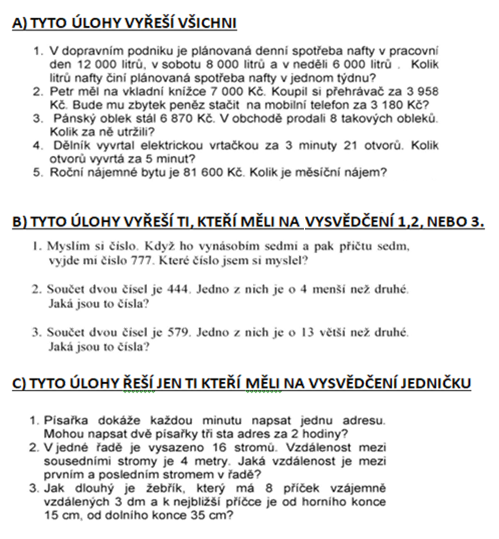 A) TYTO ÚLOHY VYŘEŠÍ VŠICHNI
1. V dopravním podniku je plánovaná denní spotřeba nafty v pracovní
den 12 000 litrů, v sobotu 8 000 litrů a v neděli 6 000 litrů . Kolik
litrů nafty činí plánovaná spotřeba nafty v jednom týdnu?
2. Petr měl na vkladní knížce 7 000 Kč. Koupil si přehrávač za 3 958
Kč. Bude mu zbytek peněz stačit na mobilní telefon za 3 180 Kč?
3. Pánský oblek stál 6 870 Kč. V obchodě prodali 8 takových obleků.
Kolik za ně utržili?
4. Dělník vyvrtal elektrickou vrtačkou za 3 minuty 21 otvorů. Kolik
otvorů vyvrtá za 5 minut?
5. Roční nájemné bytu je 81 600 Kč. Kolik je měsíční nájem?
B) TYTO ÚLOHY VYŘEŠÍ TI, KTEŘÍ MĚLI NA VYSVĚDČENÍ 1,2, NEBO 3.
1. Myslím si číslo. Když ho vynásobím sedmi a pak přičtu sedm,
vyjde mi číslo 777. Které číslo jsem si myslel?
2. Součet dvou čísel je 444. Jedno z nich je o 4 menší než druhé.
Jaká jsou to čísla?
3. Součet dvou čísel je 579. Jedno z nich je o 13 větší než druhé.
Jaká jsou to čísla?
C) TYTO ÚLOHY ŘEŠÍ JEN TI KTEŘÍ MĚLI NA VYSVĚDČENÍ JEDNIČKU
1. Písařka dokáže každou minutu napsat jednu adresu.
Mohou napsat dvě písařky tři sta adres za 2 hodiny?
2. V jedné řadě je vysazeno 16 stromů. Vzdálenost mezi
sousedními stromy je 4 metry. Jaká vzdálenost je mezi
prvním a posledním stromem v řadě?
3. Jak dlouhý je žebřík, který má 8 příček vzájemně
vzdálených 3 dm a k nejbližší příčce je od horního konce
15 cm, od dolního konce 35 cm?